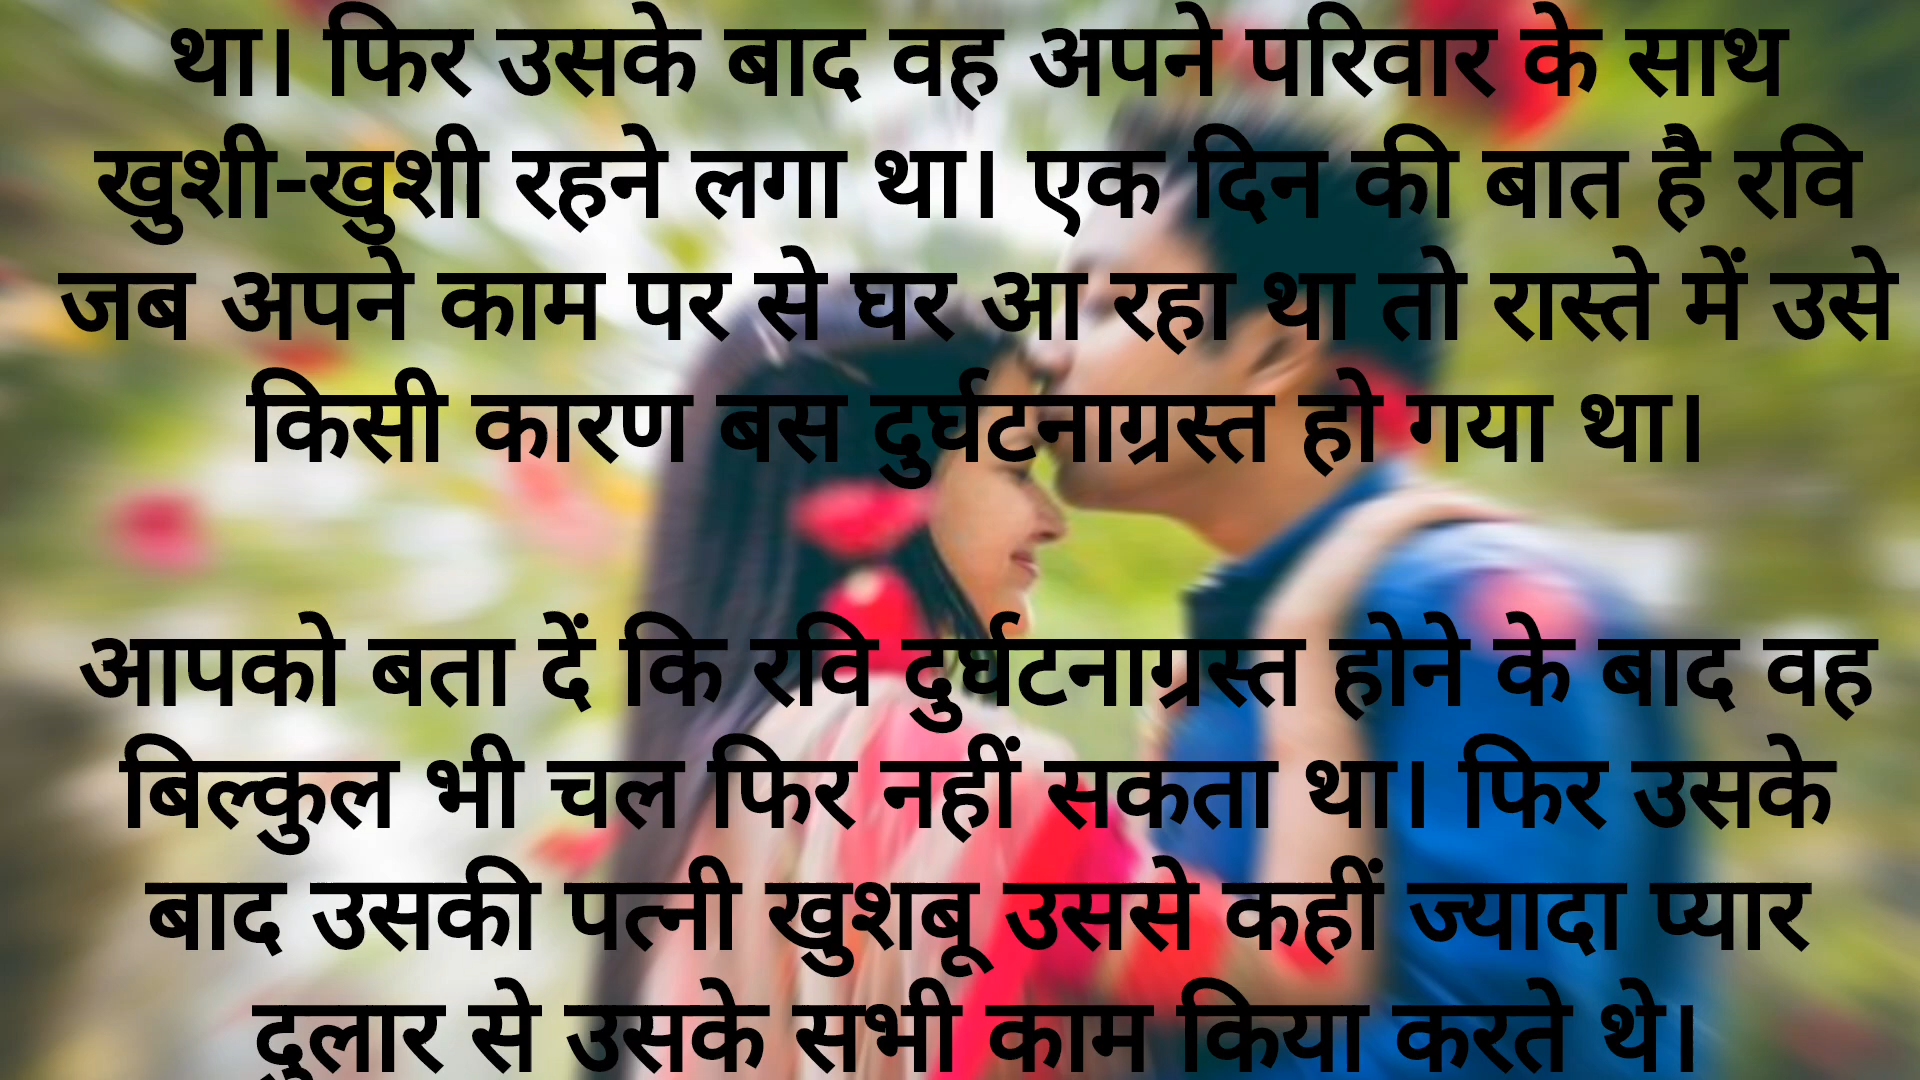 था। फिर उसके बाद वह अपने परिवार के साथ
खुशी-खुशी रहने लगा था। एक दिन की बात है रवि
जब अपने काम पर से घर आ रहा था तो रास्ते में उसे
किसी कारण बस दुर्घटनाग्रस्त हो गया था।
आपको बता दें कि रवि दुर्घटनाग्रस्त होने के बाद वह
बिल्कुल भी चल फिर नहीं सकता था। फिर उसके
बाद उसकी पत्नी खुशबू उससे कहीं ज्यादा प्यार
दुलार से उसके सभी काम किया करते थे।